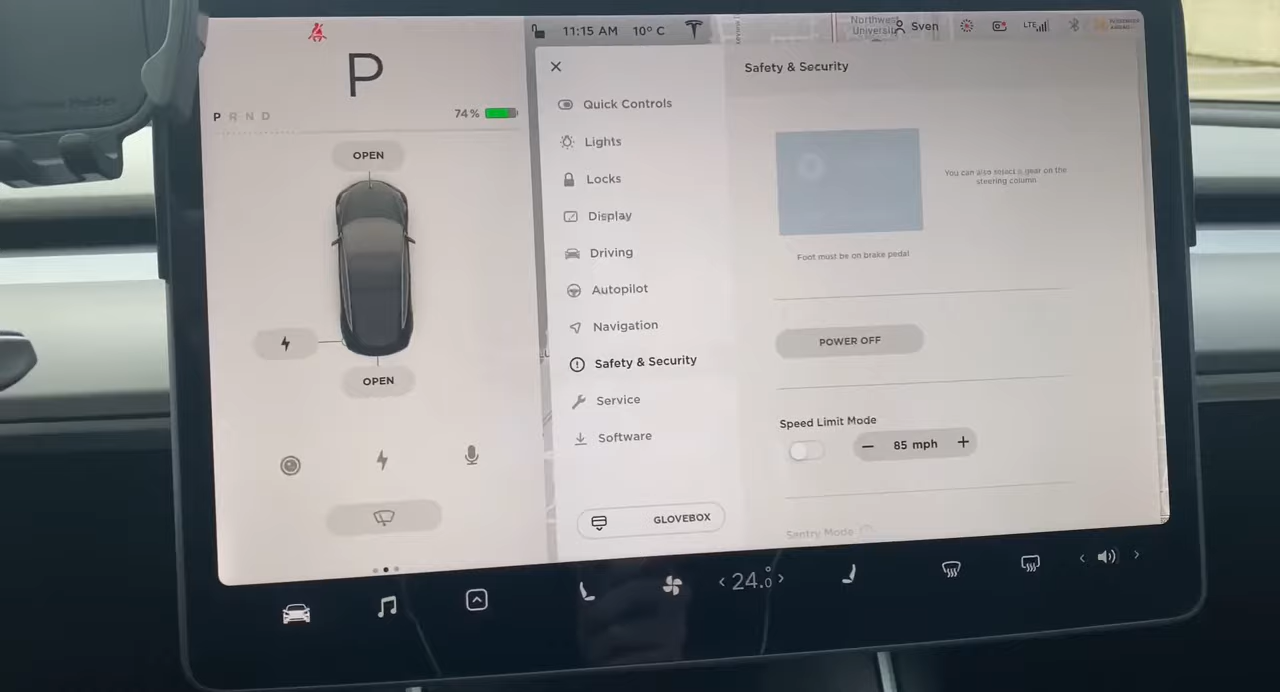 P
P R N D
74%
OPEN
OPEN
11:15 AM 10° C
Northwest
Sven
LTE
Safety & Security
Quick Controls
Lights
Locks
Display
Driving
Autopilot
Navigation
Safety & Security
Service
Software
GLOVEBOX
You can also select a gear on the
steering column
Foot must be on brake pedal
POWER OFF
Speed Limit Mode
85 mph
Sentry Mode
24.0